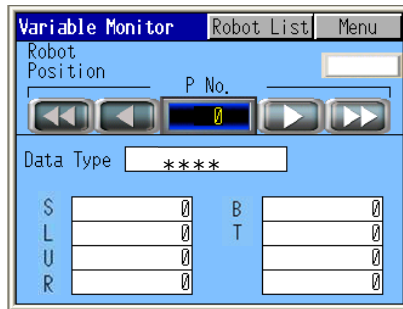 Variable Monitor Robot List Menu
Robot
Position
P No.
0
Data Type ****
S 0 B 0
L 0 T 0
U 0 0
R 0 0